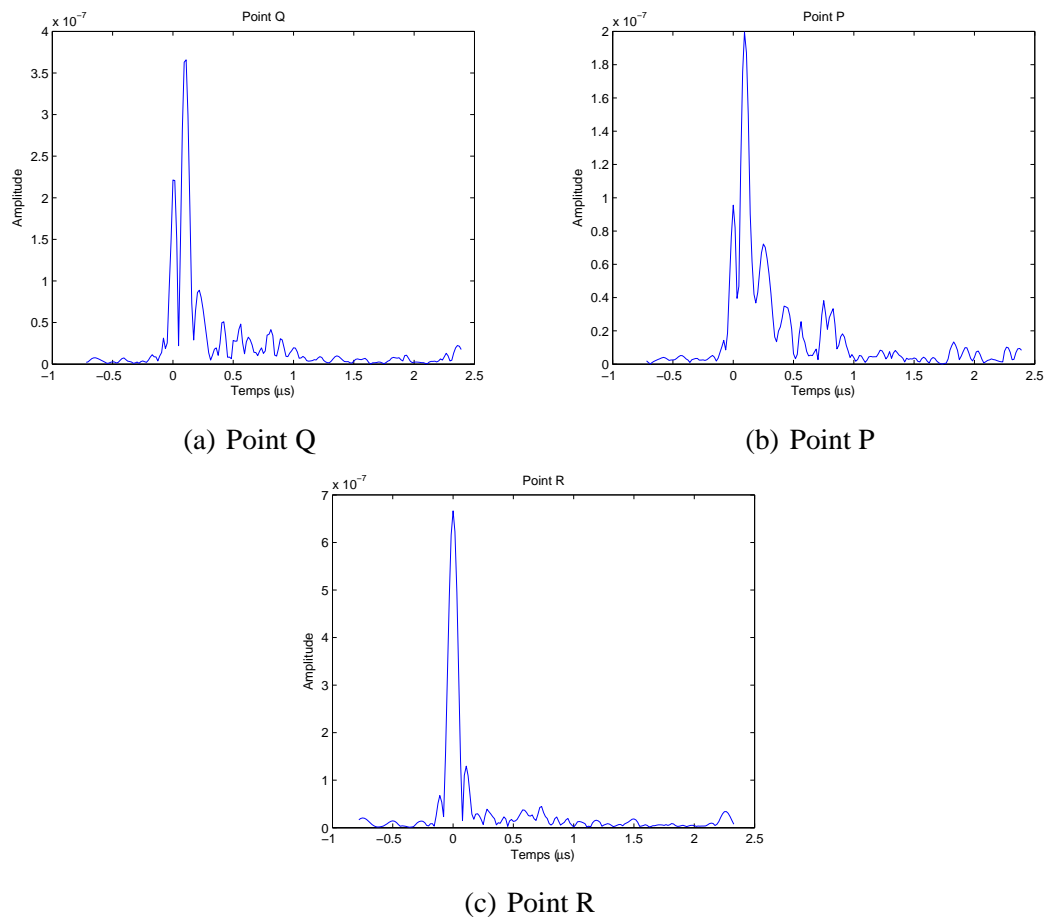 Point Q
x 10⁻⁷
4
3.5
3
2.5
2
1.5
1
0.5
0
−1 −0.5 0 0.5 1 1.5 2 2.5
Amplitude
Temps (μs)
(a) Point Q
Point P
x 10⁻⁷
2
1.8
1.6
1.4
1.2
1
0.8
0.6
0.4
0.2
0
−1 −0.5 0 0.5 1 1.5 2 2.5
Amplitude
Temps (μs)
(b) Point P
Point R
x 10⁻⁷
7
6
5
4
3
2
1
0
−1 −0.5 0 0.5 1 1.5 2 2.5
Amplitude
Temps (μs)
(c) Point R